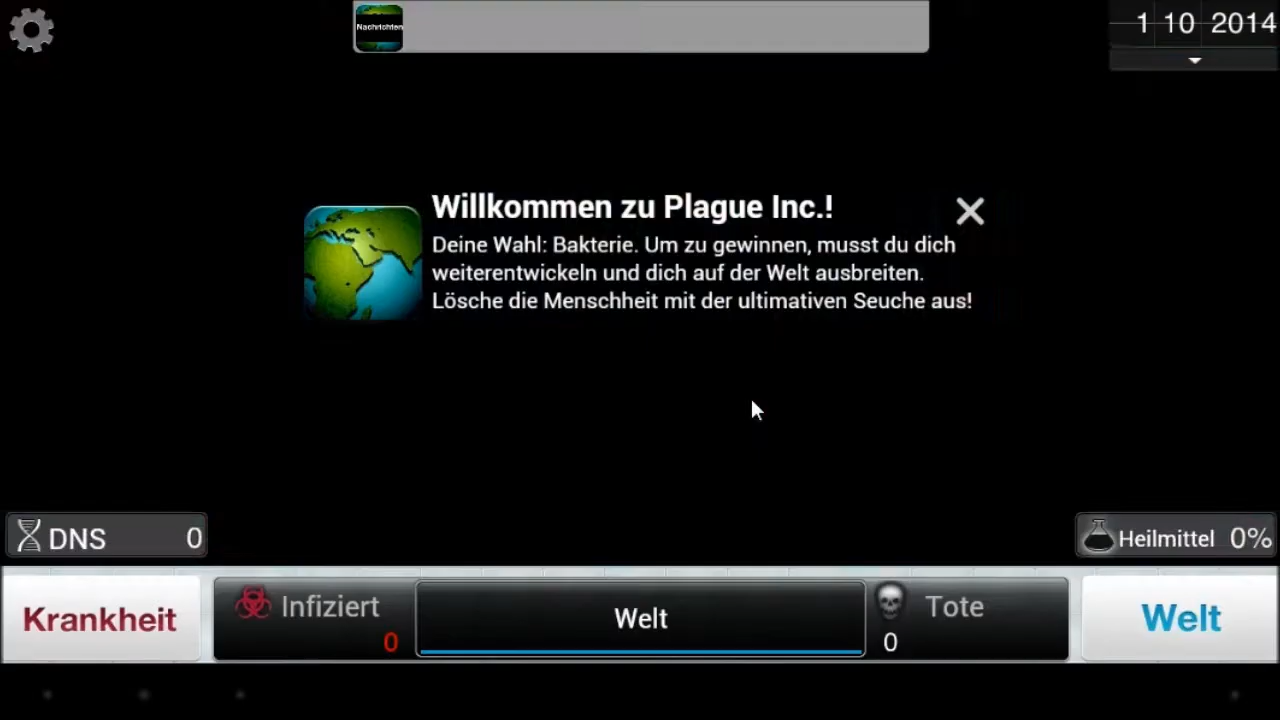 Nachrichten
1 10 2014
Willkommen zu Plague Inc.!
Deine Wahl: Bakterie. Um zu gewinnen, musst du dich
weiterentwickeln und dich auf der Welt ausbreiten.
Lösche die Menschheit mit der ultimativen Seuche aus!
DNS 0
Heilmittel 0%
Krankheit
Infiziert
0
Welt
Tote
0
Welt